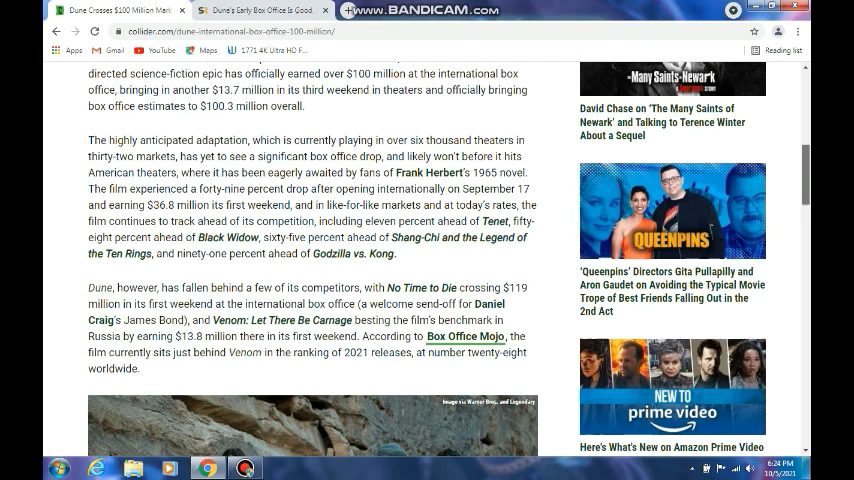 Dune Crosses $100 Million Mark
Dune's Early Box Office Is Good,
www.BANDICAM.com
collider.com/dune-international-box-office-100-million/
Apps
Gmail
YouTube
Maps
1771 4K Ultra HD F...
Reading list
directed science-fiction epic has officially earned over $100 million at the international box
office, bringing in another $13.7 million in its third weekend in theaters and officially bringing
box office estimates to $100.3 million overall.
The highly anticipated adaptation, which is currently playing in over six thousand theaters in
thirty-two markets, has yet to see a significant box office drop, and likely won't before it hits
American theaters, where it has been eagerly awaited by fans of Frank Herbert's 1965 novel.
The film experienced a forty-nine percent drop after opening internationally on September 17
and earning $36.8 million its first weekend, and in like-for-like markets and at today's rates, the
film continues to track ahead of its competition, including eleven percent ahead of Tenet, fifty-
eight percent ahead of Black Widow, sixty-five percent ahead of Shang-Chi and the Legend of
the Ten Rings, and ninety-one percent ahead of Godzilla vs. Kong.
Dune, however, has fallen behind a few of its competitors, with No Time to Die crossing $119
million in its first weekend at the international box office (a welcome send-off for Daniel
Craig's James Bond), and Venom: Let There Be Carnage besting the film's benchmark in
Russia by earning $13.8 million there in its first weekend. According to Box Office Mojo, the
film currently sits just behind Venom in the ranking of 2021 releases, at number twenty-eight
worldwide.
Image via Warner Bros. and Legendary
Many Saints of Newark
David Chase on 'The Many Saints of
Newark' and Talking to Terence Winter
About a Sequel
QUEENPINS
'Queenpins' Directors Gita Pullapilly and
Aron Gaudet on Avoiding the Typical Movie
Trope of Best Friends Falling Out in the
2nd Act
NEW TO
prime video
Here's What's New on Amazon Prime Video
6:24 PM
10/5/2021